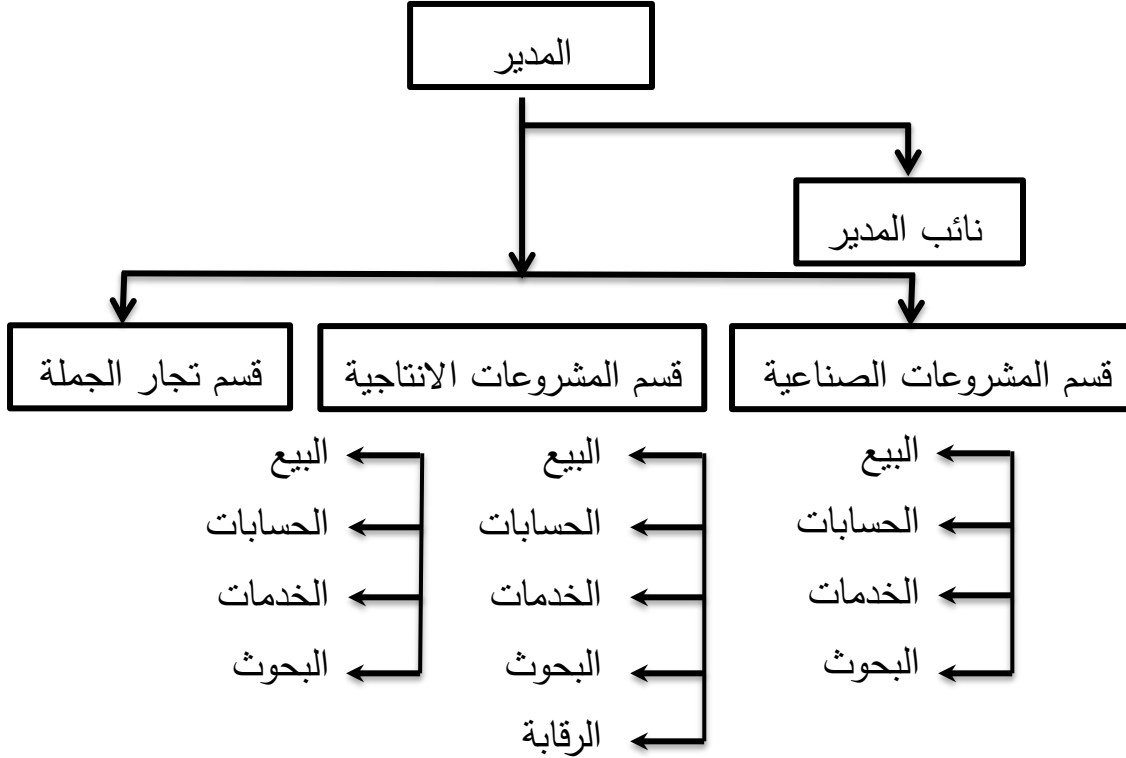 المدير
نائب المدير
قسم المشروعات الصناعية
قسم المشروعات الانتاجية
قسم تجار الجملة
البيع
الحسابات
الخدمات
البحوث
البيع
الحسابات
الخدمات
البحوث
الرقابة
البيع
الحسابات
الخدمات
البحوث